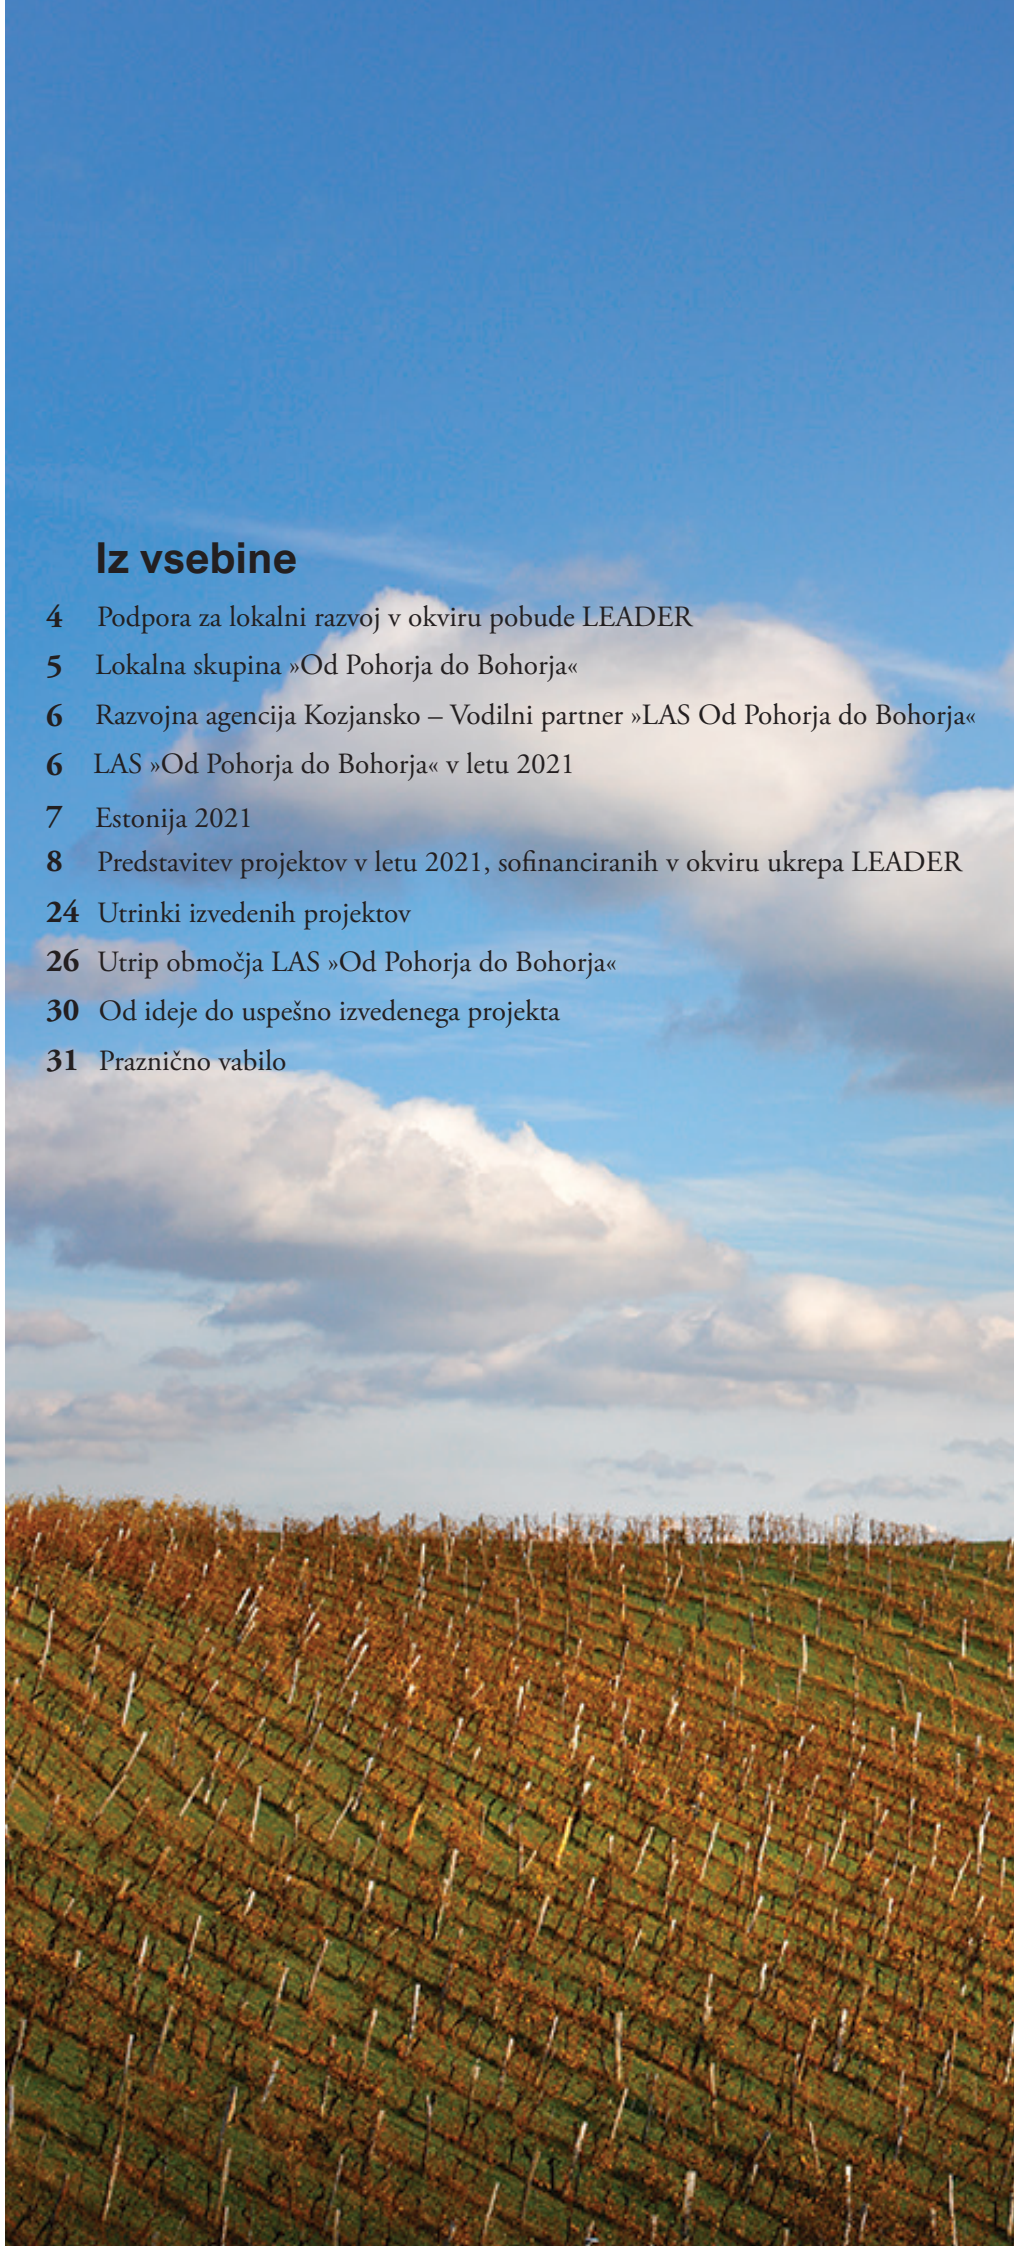 Iz vsebine
4 Podpora za lokalni razvoj v okviru pobude LEADER
5 Lokalna skupina »Od Pohorja do Bohorja«
6 Razvojna agencija Kozjansko – Vodilni partner »LAS Od Pohorja do Bohorja«
6 LAS »Od Pohorja do Bohorja« v letu 2021
7 Estonija 2021
8 Predstavitev projektov v letu 2021, sofinanciranih v okviru ukrepa LEADER
24 Utrinki izvedenih projektov
26 Utrip območja LAS »Od Pohorja do Bohorja«
30 Od ideje do uspešno izvedenega projekta
31 Praznično vabilo